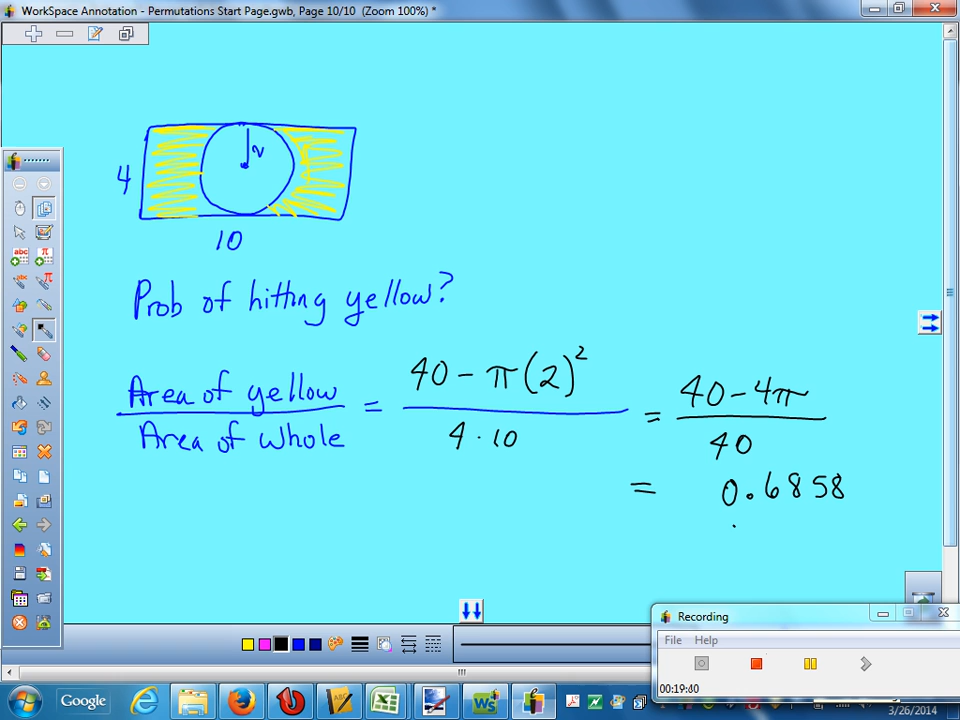 WorkSpace Annotation - Permutations Start Page.gwb, Page 10/10 (Zoom 100%) *
2
4
10
Prob of hitting yellow?
Area of yellow / Area of whole = 40 - π(2)² / 4 · 10 = 40 - 4π / 40
= 0.6858
Recording
File Help
00:19:
Google
3/26/2014